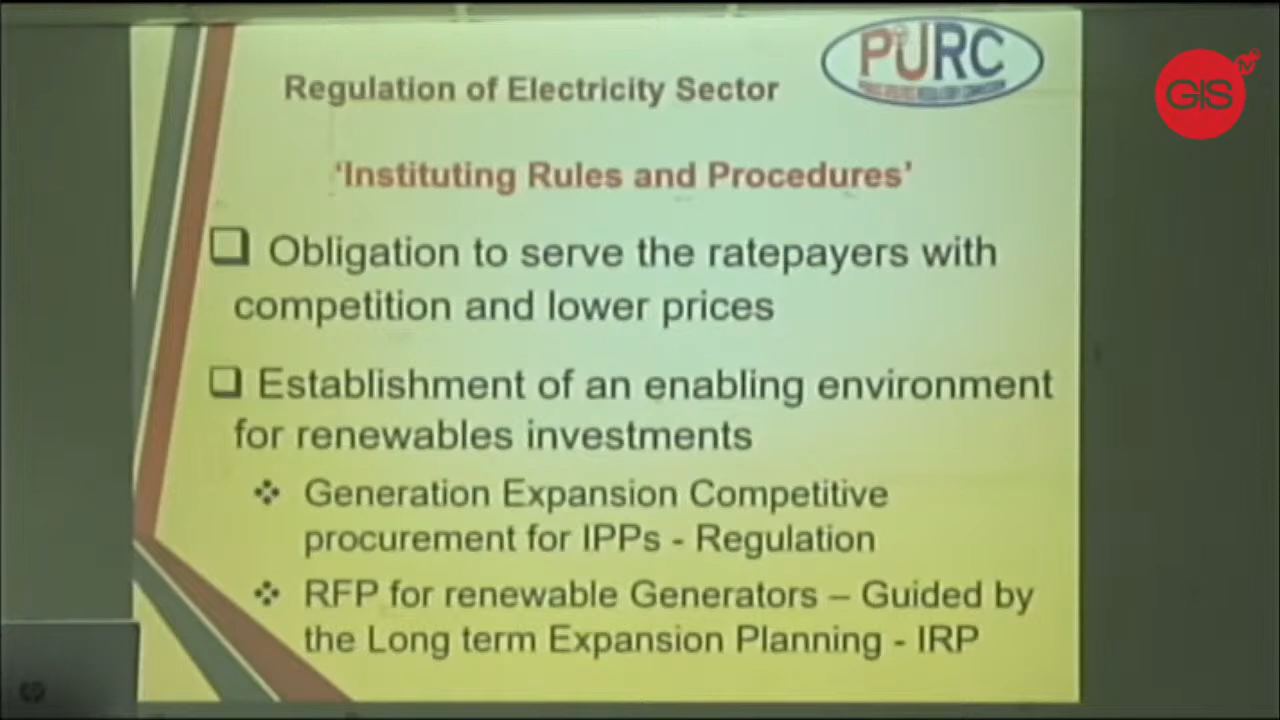 PURC
GIS TV
Regulation of Electricity Sector
‘Instituting Rules and Procedures’
Obligation to serve the ratepayers with
competition and lower prices
Establishment of an enabling environment
for renewables investments
Generation Expansion Competitive
procurement for IPPs - Regulation
RFP for renewable Generators – Guided by
the Long term Expansion Planning - IRP
hp